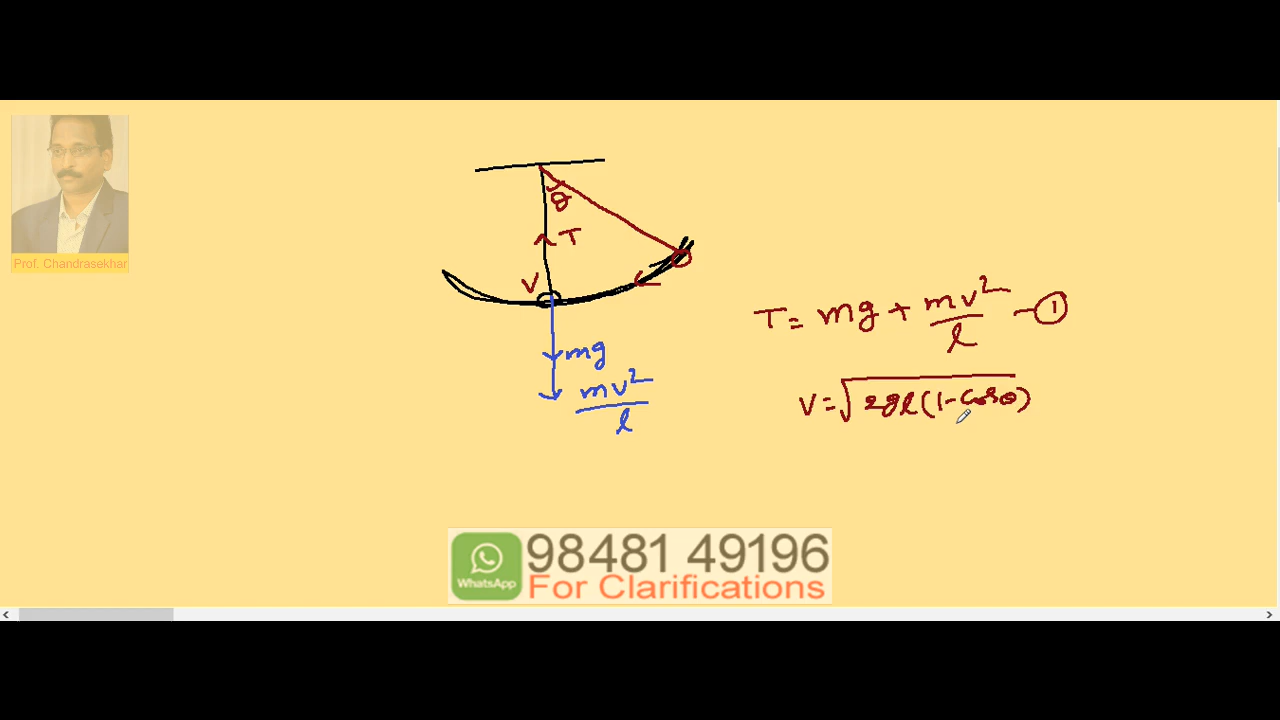 Prof. Chandrasekhar
θ
T
V
mg
mv²/l
T = mg + mv²/l - ①
V = √2gl(1-cosθ)
98481 49196
WhatsApp
For Clarifications